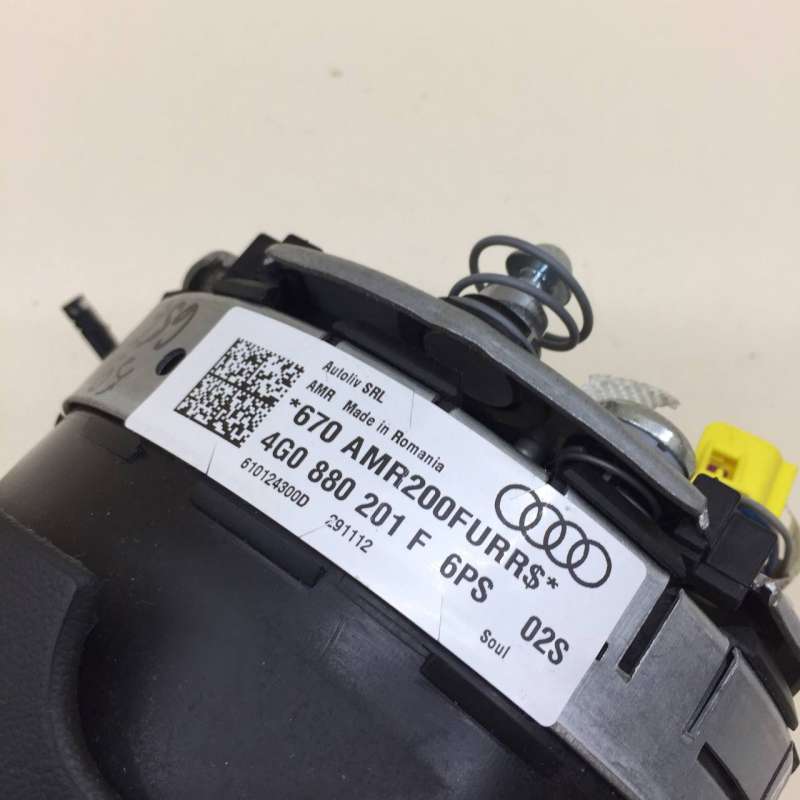 Autoliv SRL
AMR Made in Romania
*670 AMR200FURR$*
4G0 880 201 F 6PS 02S
610124300D 291112 Soul